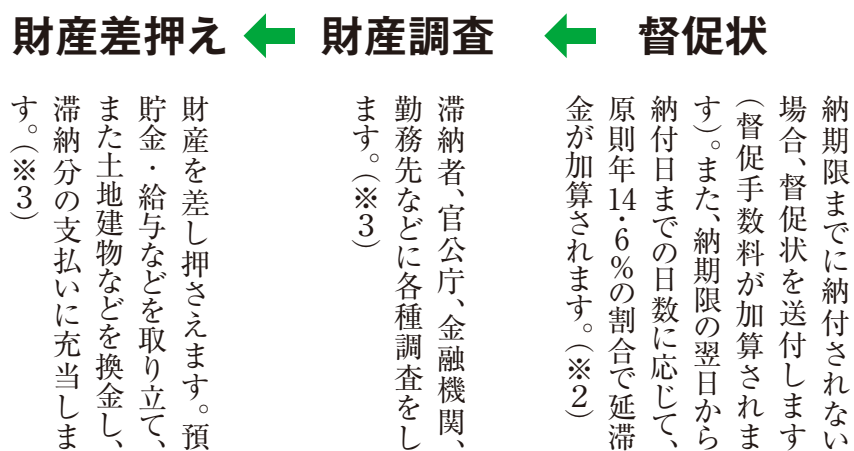 督促状
納期限までに納付されない
場合、督促状を送付します
（督促手数料が加算されま
す）。また、納期限の翌日から
納付日までの日数に応じて、
原則年14・6％の割合で延滞
金が加算されます。（※2）
財産調査
滞納者、官公庁、金融機関、
勤務先などに各種調査をし
ます。（※3）
財産差押え
財産を差し押さえます。預
貯金・給与などを取り立て、
また土地建物などを換金し、
滞納分の支払いに充当しま
す。（※3）